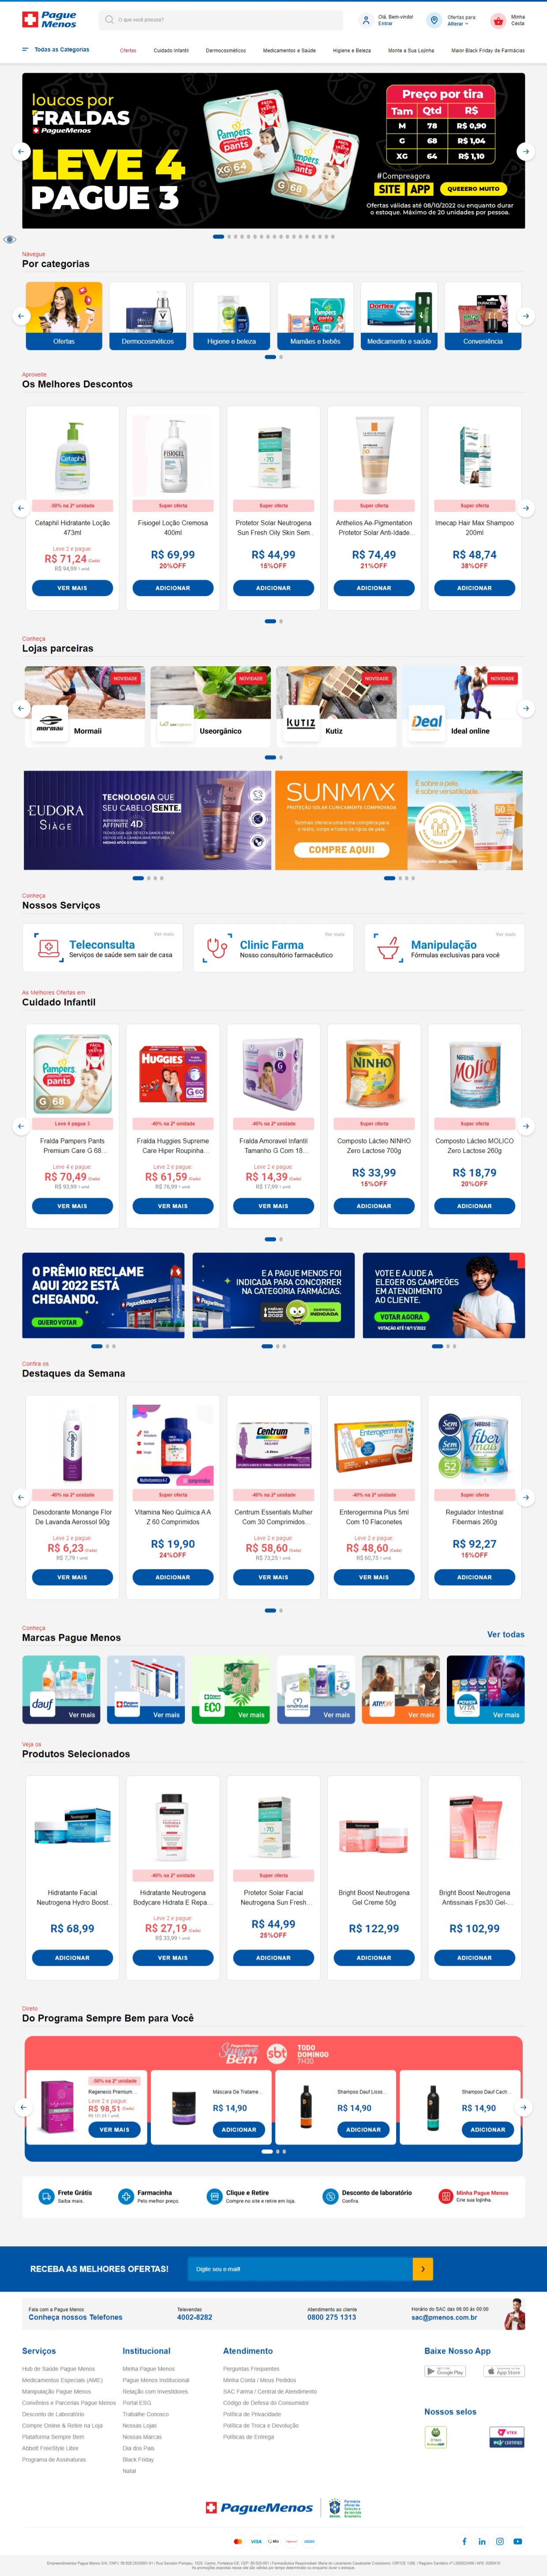 Pague
Menos
O que você procura?
Olá, Bem-vindo!
Entrar
Ofertas para:
Alterar
Minha
Cesta
Todas as Categorias
Ofertas
Cuidado Infantil
Dermocosméticos
Medicamentos e Saúde
Higiene e Beleza
Monte a Sua Lojinha
Maior Black Friday de Farmácias
loucos por
FRALDAS
PagueMenos
LEVE 4
PAGUE 3
Preço por tira
Tam Qtd R$
M 78 R$ 0,90
G 68 R$ 1,04
XG 64 R$ 1,10
#Compareagora
SITE APP QUEEERO MUITO
Ofertas válidas até 08/10/2022 ou enquanto durar
o estoque. Máximo de 20 unidades por pessoa.
Navegue
Por categorias
Ofertas
Dermocosméticos
Higiene e beleza
Mamães e bebês
Medicamento e saúde
Conveniência
Aproveite
Os Melhores Descontos
-50% na 2ª unidade
Cetaphil Hidratante Loção
473ml
Leve 2 e pague:
R$ 71,24 (Cada)
R$ 94,99 1 unid.
VER MAIS
Super oferta
Fisiogel Loção Cremosa
400ml
R$ 69,99
20%OFF
ADICIONAR
Super oferta
Protetor Solar Neutrogena
Sun Fresh Oily Skin Sem...
R$ 44,99
15%OFF
ADICIONAR
Super oferta
Anthelios Ae-Pigmentation
Protetor Solar Anti-Idade...
R$ 74,49
21%OFF
ADICIONAR
Super oferta
Imecap Hair Max Shampoo
200ml
R$ 48,74
38%OFF
ADICIONAR
Conheça
Lojas parceiras
NOVIDADE
Mormaii
NOVIDADE
Useorgânico
NOVIDADE
KUTIZ
Kutiz
NOVIDADE
iDeal
Ideal online
EUDORA
SIÀGE
TECNOLOGIA QUE
SEU CABELO SENTE.
AFFINITÉ 4D
SUNMAX
PROTEÇÃO SOLAR CLINICAMENTE COMPROVADA
COMPRE AQUI!
É sobre a pele,
é sobre versatilidade.
Conheça
Nossos Serviços
Ver mais
Teleconsulta
Serviços de saúde sem sair de casa
Ver mais
Clinic Farma
Nosso consultório farmacêutico
Ver mais
Manipulação
Fórmulas exclusivas para você
As Melhores Ofertas em
Cuidado Infantil
Leve 4 pague 3
Fralda Pampers Pants
Premium Care G 68...
Leve 4 e pague:
R$ 70,49 (Cada)
R$ 93,99 1 unid.
VER MAIS
-40% na 2ª unidade
Fralda Huggies Supreme
Care Hiper Roupinha...
Leve 2 e pague:
R$ 61,59 (Cada)
R$ 76,99 1 unid.
VER MAIS
-40% na 2ª unidade
Fralda Amoravel Infantil
Tamanho G Com 18...
Leve 2 e pague:
R$ 14,39 (Cada)
R$ 17,99 1 unid.
VER MAIS
Super oferta
Composto Lácteo NINHO
Zero Lactose 700g
R$ 33,99
15%OFF
ADICIONAR
Super oferta
Composto Lácteo MOLICO
Zero Lactose 260g
R$ 18,79
20%OFF
ADICIONAR
O PRÊMIO RECLAME
AQUI 2022 ESTÁ
CHEGANDO.
QUERO VOTAR
E A PAGUE MENOS FOI
INDICADA PARA CONCORRER
NA CATEGORIA FARMÁCIAS.
VOTE E AJUDE A
ELEGER OS CAMPEÕES
EM ATENDIMENTO
AO CLIENTE.
VOTAR AGORA
Confira os
Destaques da Semana
-40% na 2ª unidade
Desodorante Monange Flor
De Lavanda Aerossol 90g
Leve 2 e pague:
R$ 6,23 (Cada)
R$ 7,79 1 unid.
VER MAIS
Super oferta
Vitamina Neo Química A A
Z 60 Comprimidos
R$ 19,90
24%OFF
ADICIONAR
-40% na 2ª unidade
Centrum Essentials Mulher
Com 30 Comprimidos...
Leve 2 e pague:
R$ 58,60 (Cada)
R$ 73,25 1 unid.
VER MAIS
-40% na 2ª unidade
Enterogermina Plus 5ml
Com 10 Flaconetes
Leve 2 e pague:
R$ 48,60 (Cada)
R$ 60,75 1 unid.
VER MAIS
Super oferta
Regulador Intestinal
Fibermais 260g
R$ 92,27
15%OFF
ADICIONAR
Conheça
Marcas Pague Menos
Ver todas
dauf
Ver mais
Ver mais
ECO
Ver mais
amorável
Ver mais
Ver mais
Ver mais
Veja os
Produtos Selecionados
Hidratante Facial
Neutrogena Hydro Boost...
R$ 68,99
ADICIONAR
-40% na 2ª unidade
Hidratante Neutrogena
Bodycare Hidrata E Repa...
Leve 2 e pague:
R$ 27,19 (Cada)
R$ 33,99 1 unid.
VER MAIS
Super oferta
Protetor Solar Facial
Neutrogena Sun Fresh...
R$ 44,99
25%OFF
ADICIONAR
Bright Boost Neutrogena
Gel Creme 50g
R$ 122,99
ADICIONAR
Bright Boost Neutrogena
Antissinais Fps30 Gel-...
R$ 102,99
ADICIONAR
Direto
Do Programa Sempre Bem para Você
Sempre Bem
sbt
TODO
DOMINGO
7H30
-50% na 2ª unidade
Regenesis Premium...
Leve 2 e pague:
R$ 98,51 (Cada)
VER MAIS
Máscara De Tratame...
R$ 14,90
ADICIONAR
Shampoo Dauf Lisos...
R$ 14,90
ADICIONAR
Shampoo Dauf Cach...
R$ 14,90
ADICIONAR
Frete Grátis
Saiba mais.
Farmacinha
Pelo melhor preço.
Clique e Retire
Compre no site e retire em loja.
Desconto de laboratório
Confira.
Minha Pague Menos
Crie sua lojinha.
RECEBA AS MELHORES OFERTAS!
Digite seu e-mail!
Fale com a Pague Menos
Conheça nossos Telefones
Televendas
4002-8282
Atendimento ao cliente
0800 275 1313
Horário do SAC das 06:00 às 00:00
sac@pmenos.com.br
Serviços
Hub de Saúde Pague Menos
Medicamentos Especiais (AME)
Manipulação Pague Menos
Convênios e Parcerias Pague Menos
Desconto de Laboratório
Compre Online & Retire na Loja
Plataforma Sempre Bem
Abbott FreeStyle Libre
Programa de Assinaturas
Institucional
Minha Pague Menos
Pague Menos Institucional
Relação com Investidores
Portal ESG
Trabalhe Conosco
Nossas Lojas
Nossas Marcas
Dia dos Pais
Black Friday
Natal
Atendimento
Perguntas Frequentes
Minha Conta / Meus Pedidos
SAC Farma / Central de Atendimento
Código de Defesa do Consumidor
Política de Privacidade
Política de Troca e Devolução
Políticas de Entrega
Baixe Nosso App
Google Play
App Store
Nossos selos
VTEX
PagueMenos
VISA